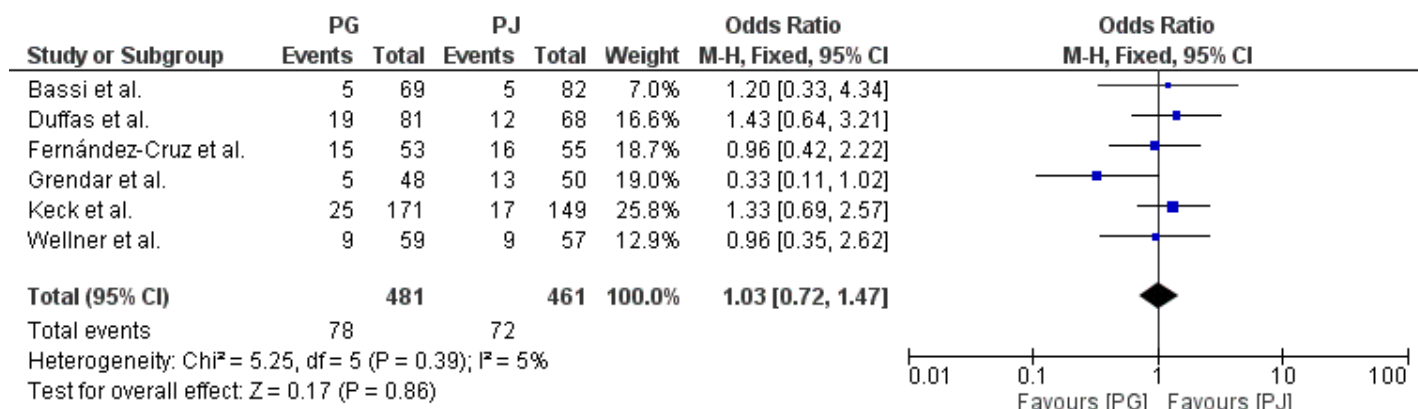 PG PJ Odds Ratio Odds Ratio
Study or Subgroup Events Total Events Total Weight M-H, Fixed, 95% CI M-H, Fixed, 95% CI
Bassi et al. 5 69 5 82 7.0% 1.20 [0.33, 4.34]
Duffas et al. 19 81 12 68 16.6% 1.43 [0.64, 3.21]
Fernández-Cruz et al. 15 53 16 55 18.7% 0.96 [0.42, 2.22]
Grendar et al. 5 48 13 50 19.0% 0.33 [0.11, 1.02]
Keck et al. 25 171 17 149 25.8% 1.33 [0.69, 2.57]
Wellner et al. 9 59 9 57 12.9% 0.96 [0.35, 2.62]
Total (95% CI) 481 461 100.0% 1.03 [0.72, 1.47]
Total events 78 72
Heterogeneity: Chi² = 5.25, df = 5 (P = 0.39); I² = 5%
Test for overall effect: Z = 0.17 (P = 0.86)
0.01 0.1 1 10 100
Favours [PG] Favours [PJ]